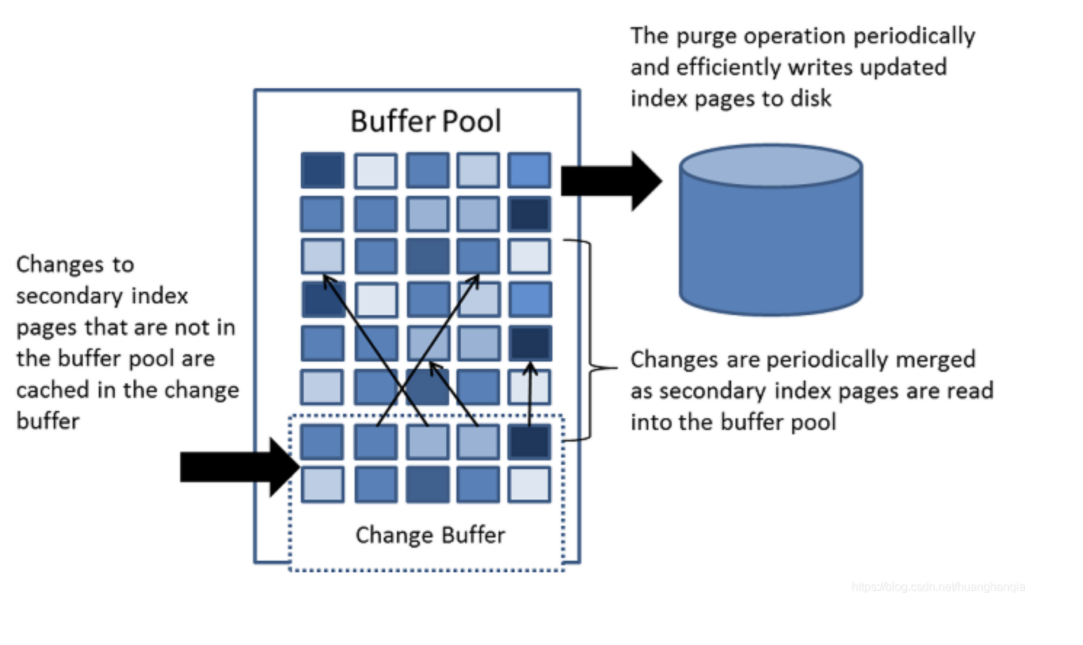 The purge operation periodically
and efficiently writes updated
index pages to disk
Buffer Pool
Changes to
secondary index
pages that are not in
the buffer pool are
cached in the change
buffer
Changes are periodically merged
as secondary index pages are read
into the buffer pool
Change Buffer
https://blog.csdn.net/huanghanqia